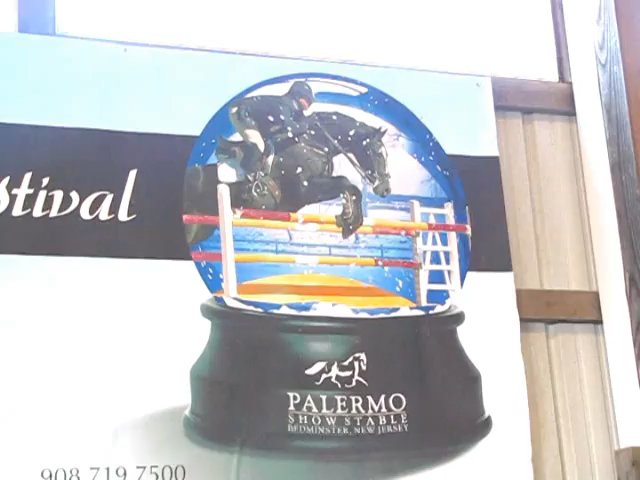 stival
PALERMO
SHOW STABLE
BEDMINSTER, NEW JERSEY
908 719 7500